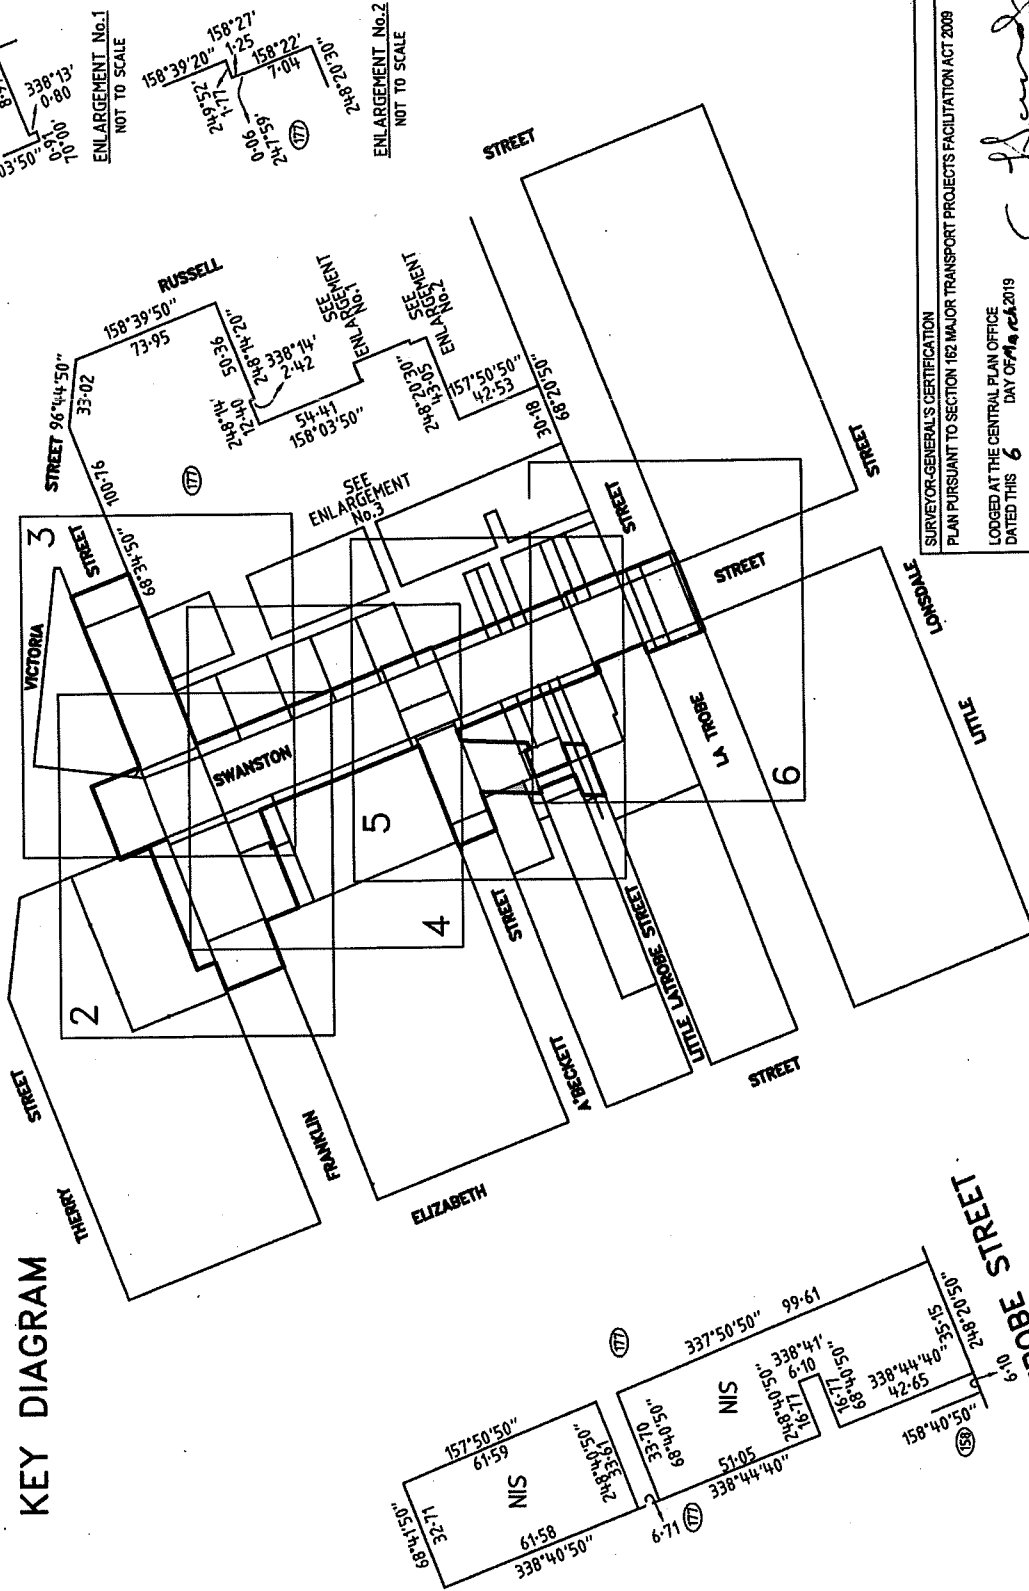 KEY DIAGRAM
338°13'
0·80
0·91
70°00'
03'50"
ENLARGEMENT No.1
NOT TO SCALE
158°39'20"
158°27'
1·25
249°52'
1·77
158°22'
7·04
0·06
247°59'
248°20'30"
177
ENLARGEMENT No.2
NOT TO SCALE
THERRY
STREET
VICTORIA
STREET
STREET 96°44'50"
33·02
100·76
68°34'50"
RUSSELL
158°39'50"
73·95
50·36
248°14'20"
338°14'
2·42
248°14'
12·40
54·41
158°03'50"
177
SEE
ENLARGEMENT
No.1
SEE
ENLARGEMENT
No.2
248°20'30"
43·05
157°50'50"
42·53
30·18
68°20'50"
SEE
ENLARGEMENT
No.3
STREET
SWANSTON
2
3
4
5
6
FRANKLIN
STREET
A'BECKETT
STREET
LITTLE LATROBE STREET
LA TROBE
STREET
STREET
LITTLE
LONSDALE
STREET
ELIZABETH
STREET
68°41'50"
32·71
157°50'50"
61·59
NIS
61·58
338°40'50"
248°40'50"
33·61
6·71
177
177
33·70
68°40'50"
337°50'50"
99·61
NIS
51·05
338°44'40"
248°40'50"
16·77
338°41'
6·10
16·77
68°40'50"
338°44'40"
42·65
35·15
248°20'50"
158°40'50"
158
6·10
OBE STREET
SURVEYOR-GENERAL'S CERTIFICATION
PLAN PURSUANT TO SECTION 162 MAJOR TRANSPORT PROJECTS FACILITATION ACT 2009
LODGED AT THE CENTRAL PLAN OFFICE
DATED THIS 6 DAY OF March 2019